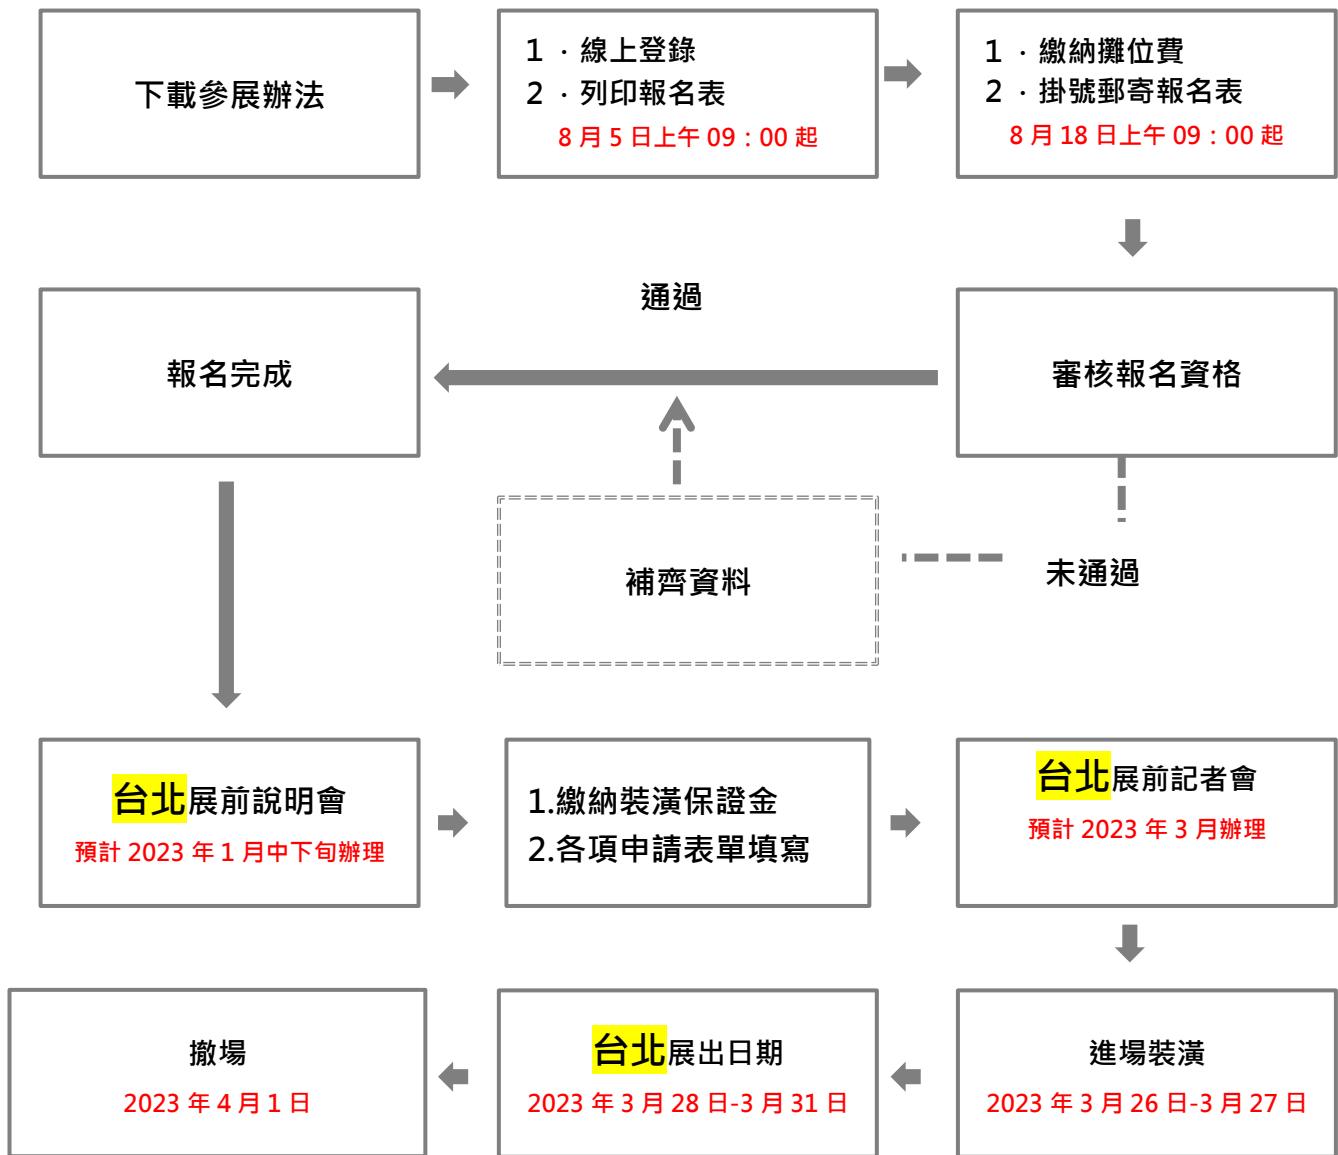 下載參展辦法
1．線上登錄
2．列印報名表
8 月 5 日上午 09：00 起
1．繳納攤位費
2．掛號郵寄報名表
8 月 18 日上午 09：00 起
通過
報名完成
審核報名資格
補齊資料
未通過
台北展前說明會
預計 2023 年 1 月中下旬辦理
1.繳納裝潢保證金
2.各項申請表單填寫
台北展前記者會
預計 2023 年 3 月辦理
撤場
2023 年 4 月 1 日
台北展出日期
2023 年 3 月 28 日-3 月 31 日
進場裝潢
2023 年 3 月 26 日-3 月 27 日